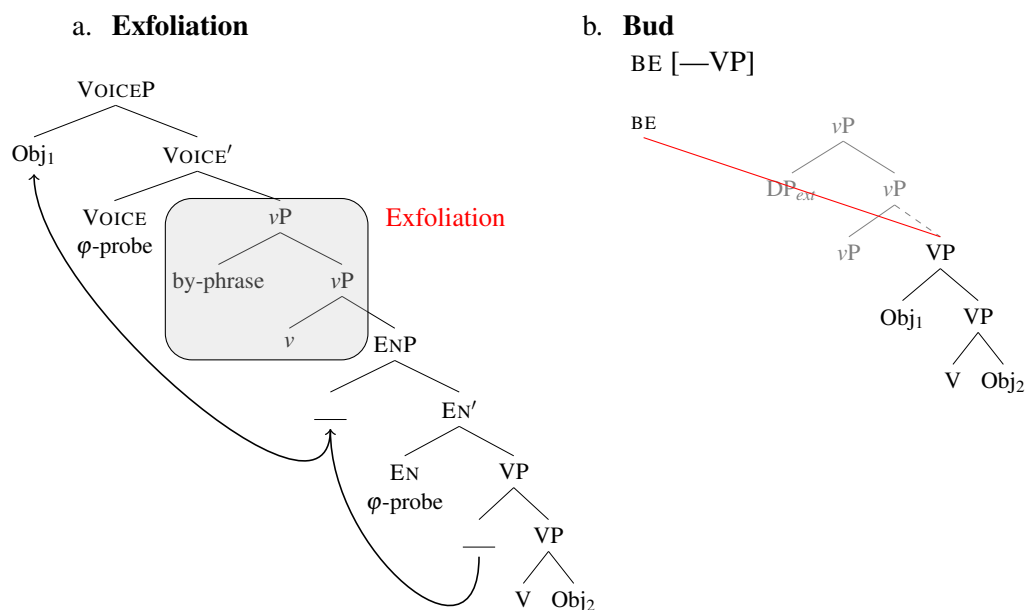 a. Exfoliation
VOICEP
Obj₁ VOICE′
VOICE vP
φ-probe
Exfoliation
by-phrase vP
v ENP
EN′
EN VP
φ-probe
VP
V Obj₂
b. Bud
BE [—VP]
BE vP
DPext vP
vP VP
Obj₁ VP
V Obj₂